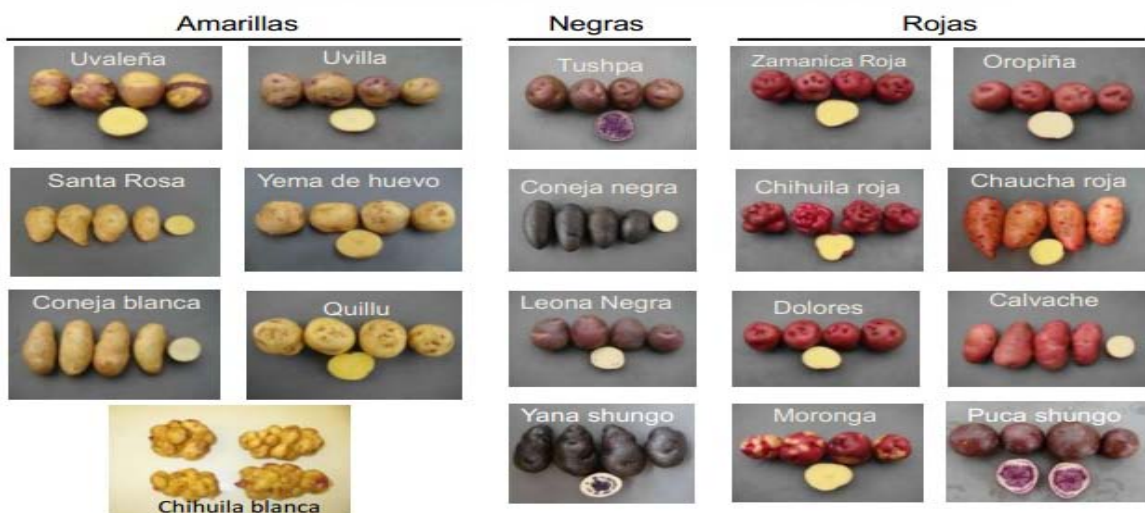 Amarillas
Negras
Rojas
Uvaleña
Uvilla
Tushpa
Zamanica Roja
Oropiña
Santa Rosa
Yema de huevo
Coneja negra
Chihuila roja
Chaucha roja
Coneja blanca
Quillu
Leona Negra
Dolores
Calvache
Chihuila blanca
Yana shungo
Moronga
Puca shungo